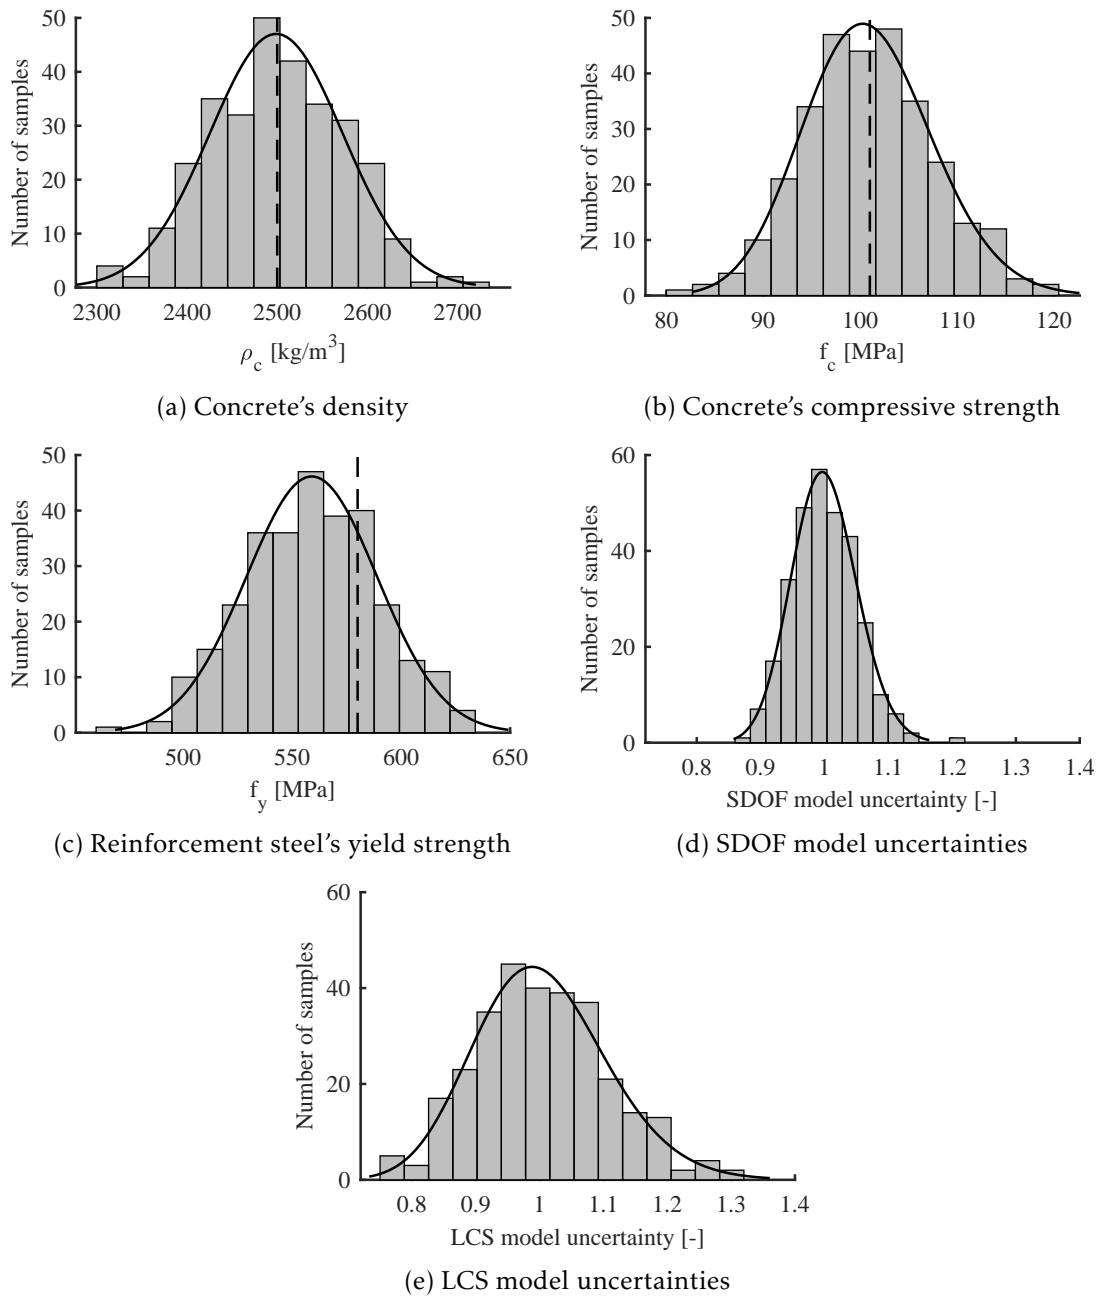 50
40
30
20
10
0
Number of samples
2300 2400 2500 2600 2700
ρc [kg/m3]
(a) Concrete's density
50
40
30
20
10
0
Number of samples
80 90 100 110 120
fc [MPa]
(b) Concrete's compressive strength
50
40
30
20
10
0
Number of samples
500 550 600 650
fy [MPa]
(c) Reinforcement steel's yield strength
60
40
20
0
Number of samples
0.8 0.9 1 1.1 1.2 1.3 1.4
SDOF model uncertainty [-]
(d) SDOF model uncertainties
60
40
20
0
Number of samples
0.8 0.9 1 1.1 1.2 1.3 1.4
LCS model uncertainty [-]
(e) LCS model uncertainties